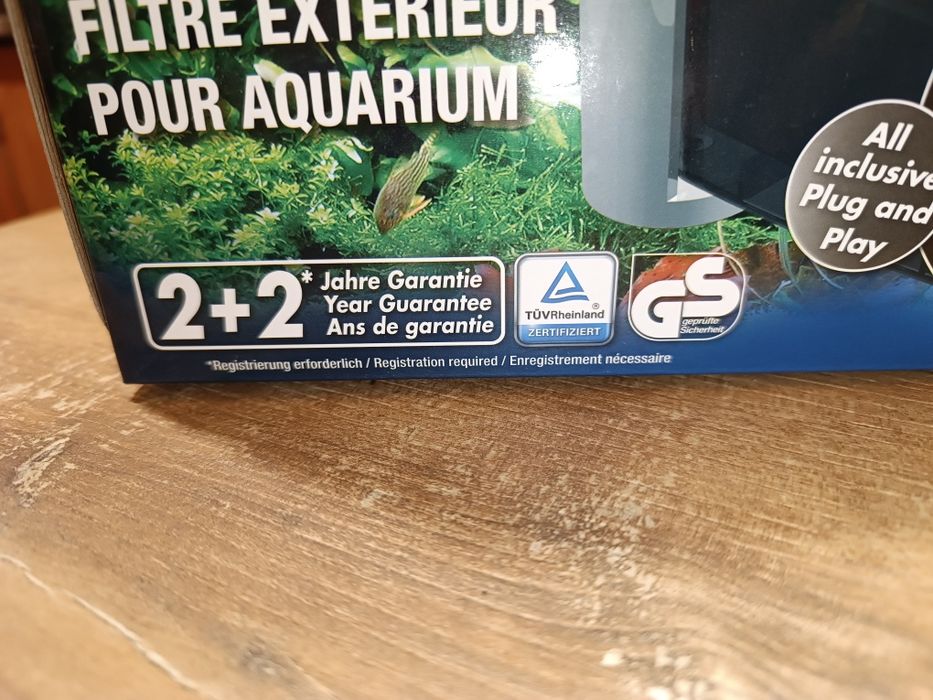 FILTRE EXTÉRIEUR
POUR AQUARIUM
All
inclusive
Plug and
Play
2+2*
Jahre Garantie
Year Guarantee
Ans de garantie
TÜVRheinland®
ZERTIFIZIERT
GS
geprüfte
Sicherheit
*Registrierung erforderlich / Registration required / Enregistrement nécessaire